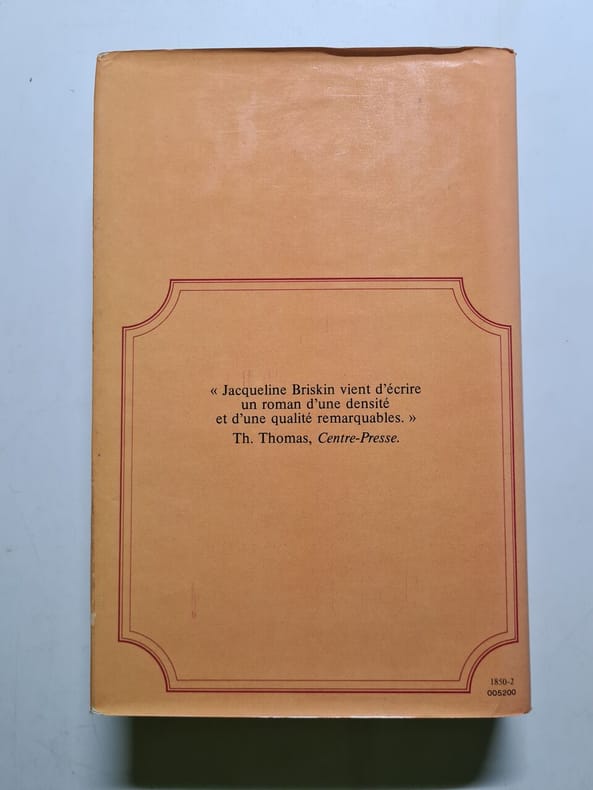 « Jacqueline Briskin vient d'écrire
un roman d'une densité
et d'une qualité remarquables. »
Th. Thomas, Centre-Presse.
1850-2
005200